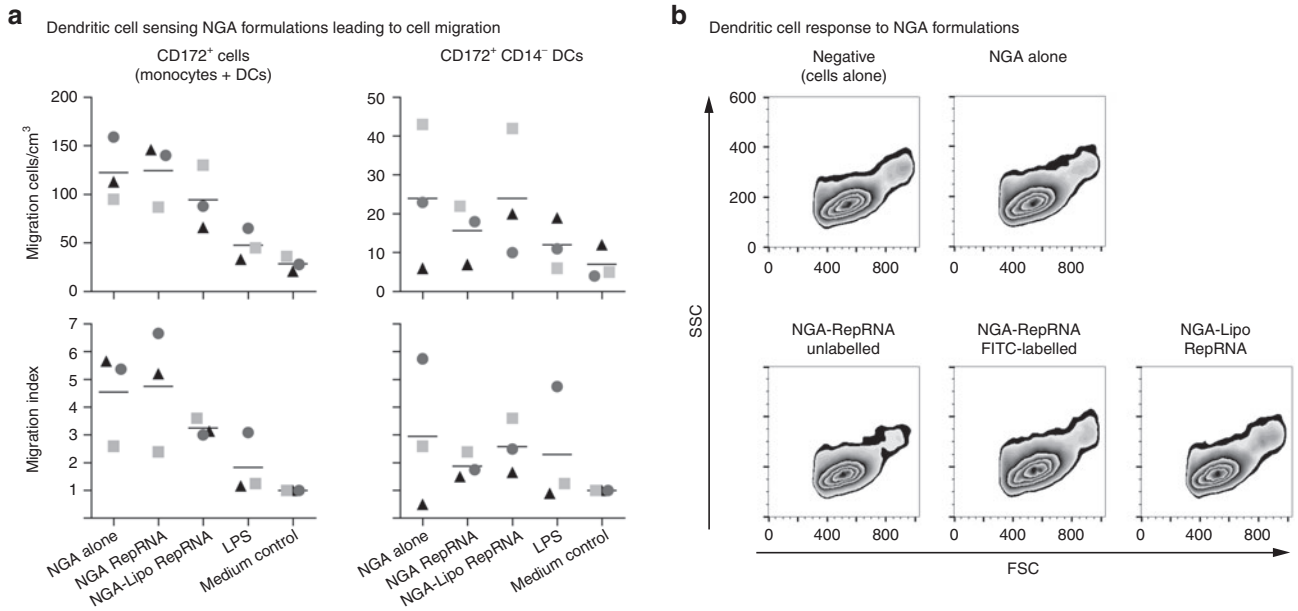 a
Dendritic cell sensing NGA formulations leading to cell migration
CD172⁺ cells
(monocytes + DCs)
CD172⁺ CD14⁻ DCs
Migration cells/cm³
200
150
100
50
0
50
40
30
20
10
0
Migration index
7
6
5
4
3
2
1
NGA alone
NGA RepRNA
NGA-Lipo RepRNA
LPS
Medium control
NGA alone
NGA RepRNA
NGA-Lipo RepRNA
LPS
Medium control
b
Dendritic cell response to NGA formulations
Negative
(cells alone)
NGA alone
600
400
200
0
0 400 800
0 400 800
SSC
NGA-RepRNA
unlabelled
NGA-RepRNA
FITC-labelled
NGA-Lipo
RepRNA
0 400 800
0 400 800
0 400 800
FSC